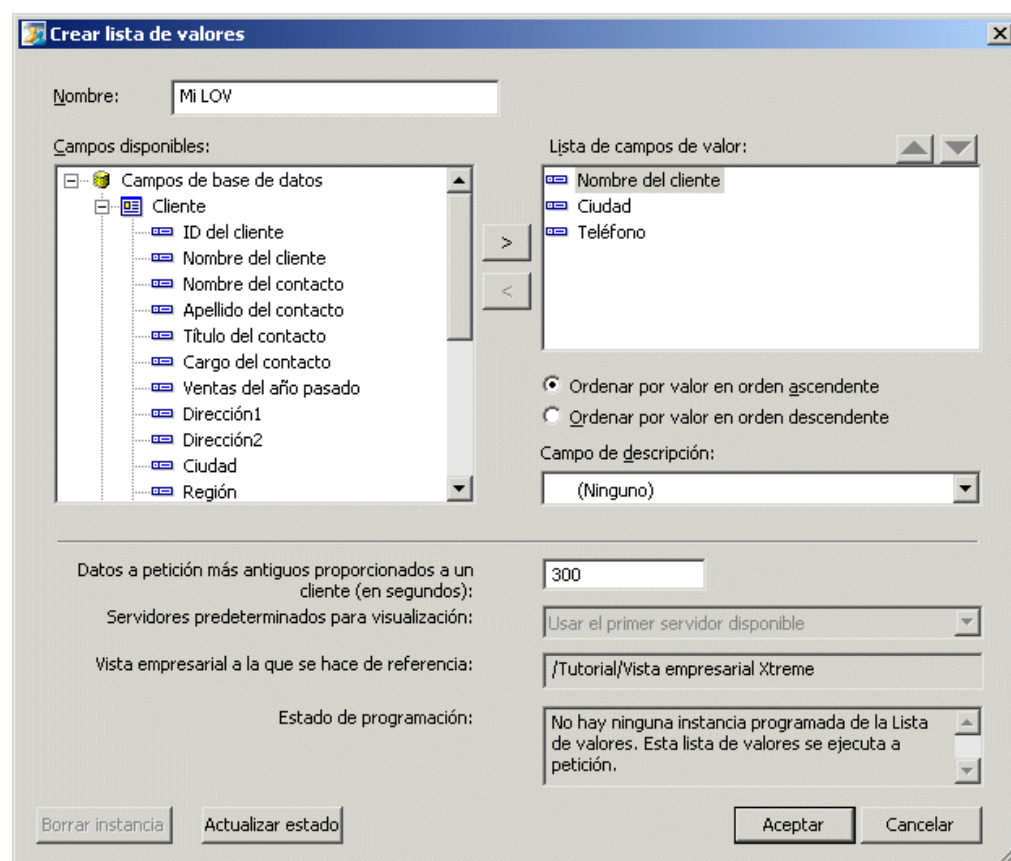 Crear lista de valores
Nombre:
Mi LOV
Campos disponibles:
Campos de base de datos
Cliente
ID del cliente
Nombre del cliente
Nombre del contacto
Apellido del contacto
Título del contacto
Cargo del contacto
Ventas del año pasado
Dirección1
Dirección2
Ciudad
Región
>
<
Lista de campos de valor:
Nombre del cliente
Ciudad
Teléfono
Ordenar por valor en orden ascendente
Ordenar por valor en orden descendente
Campo de descripción:
(Ninguno)
Datos a petición más antiguos proporcionados a un
cliente (en segundos):
300
Servidores predeterminados para visualización:
Usar el primer servidor disponible
Vista empresarial a la que se hace de referencia:
/Tutorial/Vista empresarial Xtreme
Estado de programación:
No hay ninguna instancia programada de la Lista
de valores. Esta lista de valores se ejecuta a
petición.
Borrar instancia
Actualizar estado
Aceptar
Cancelar